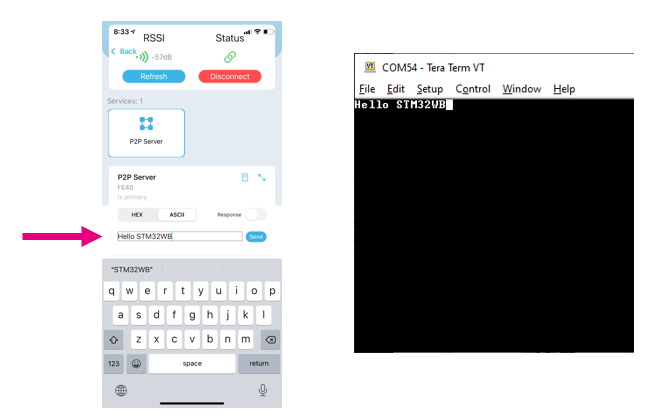 8:33
RSSI
Status
Back
-57dB
Refresh
Disconnect
Services: 1
P2P Server
P2P Server
FE40
Is primary
HEX
ASCII
Response
Hello STM32WB
Send
"STM32WB"
q w e r t y u i o p
a s d f g h j k l
z x c v b n m
123
space
return
COM54 - Tera Term VT
File Edit Setup Control Window Help
Hello STM32WB